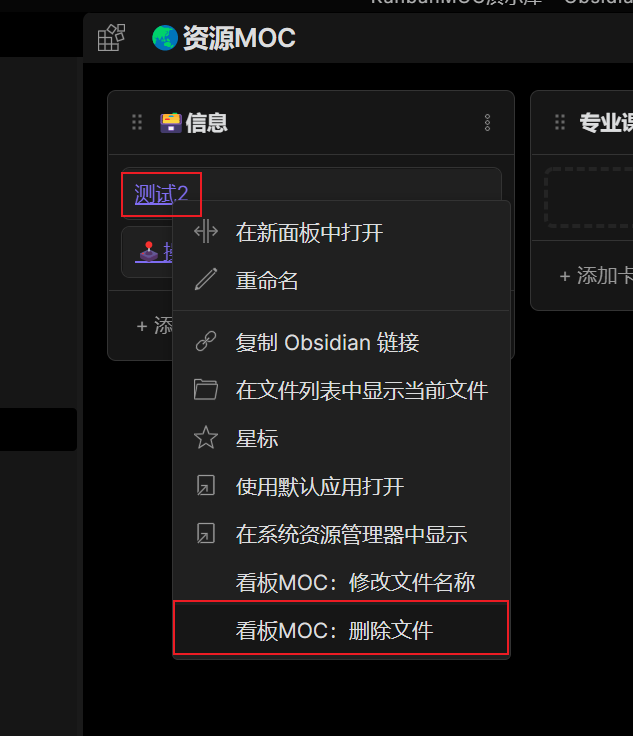 资源MOC
信息
专业课
测试2
+ 添
+ 添加卡
在新面板中打开
重命名
复制 Obsidian 链接
在文件列表中显示当前文件
星标
使用默认应用打开
在系统资源管理器中显示
看板MOC：修改文件名称
看板MOC：删除文件